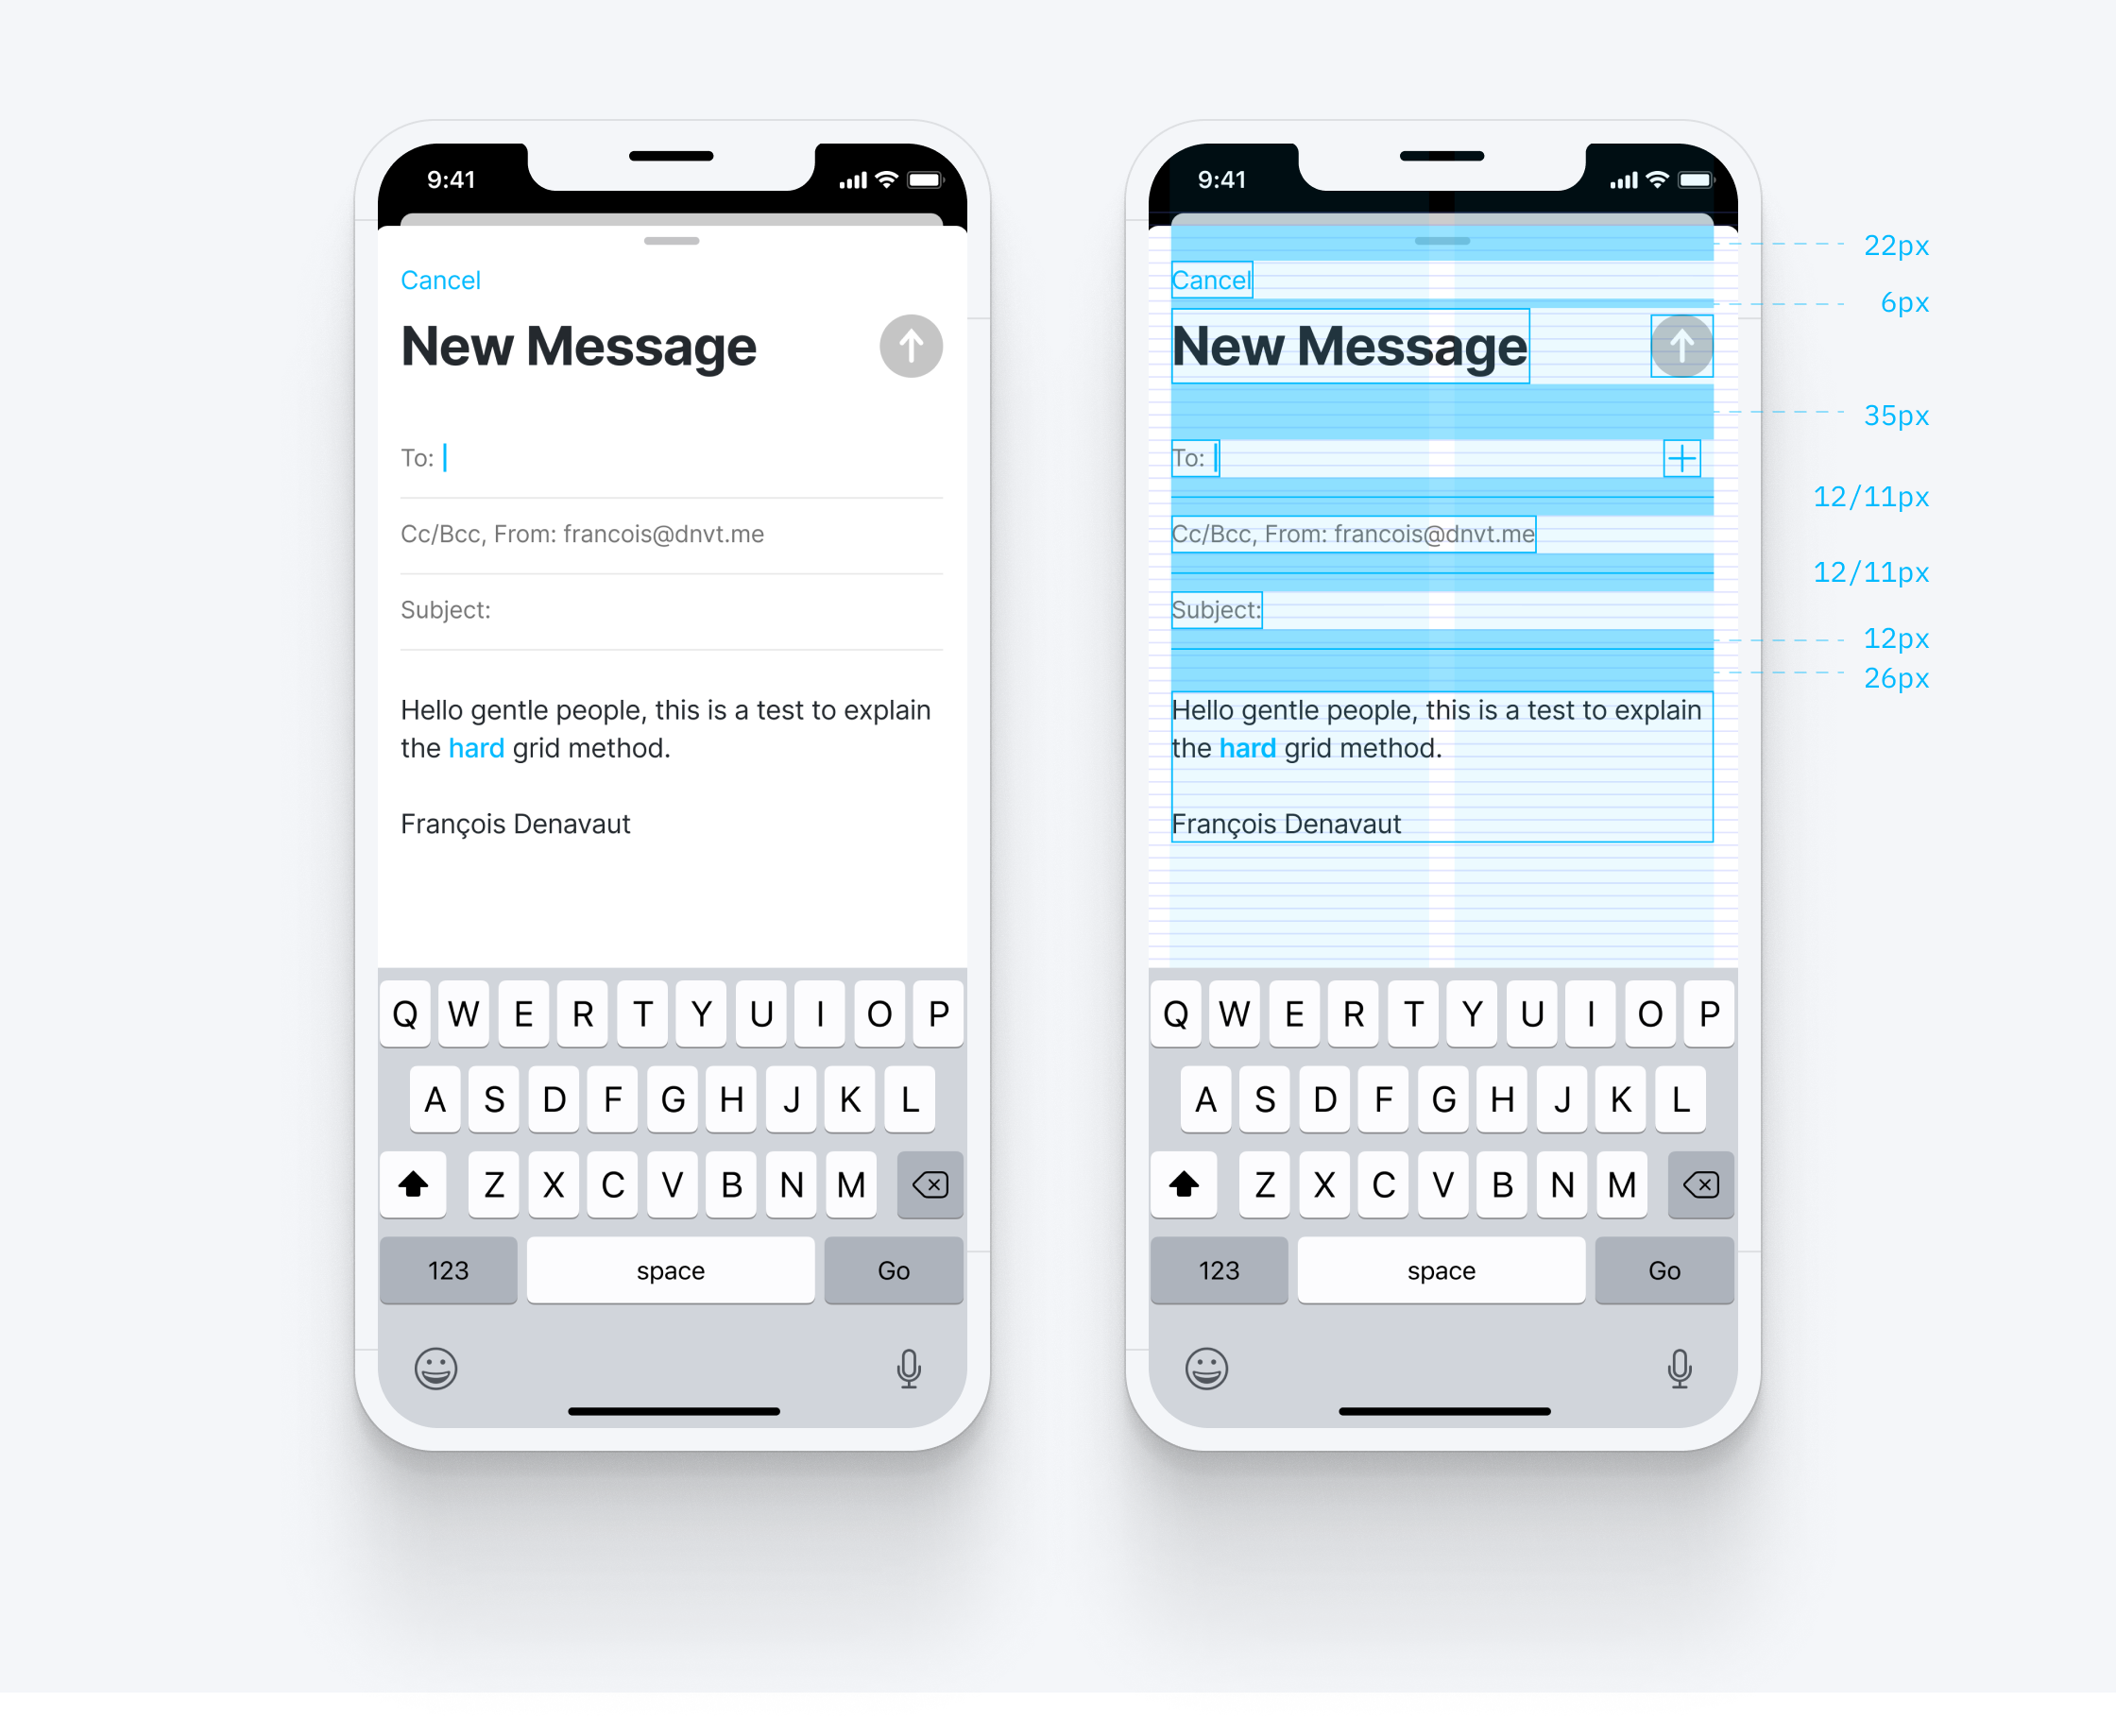 9:41
Cancel
New Message
To:
Cc/Bcc, From: francois@dnvt.me
Subject:
Hello gentle people, this is a test to explain
the hard grid method.
François Denavaut
Q W E R T Y U I O P
A S D F G H J K L
Z X C V B N M
123 space Go
9:41
Cancel
New Message
To:
Cc/Bcc, From: francois@dnvt.me
Subject:
Hello gentle people, this is a test to explain
the hard grid method.
François Denavaut
Q W E R T Y U I O P
A S D F G H J K L
Z X C V B N M
123 space Go
22px
6px
35px
12/11px
12/11px
12px
26px